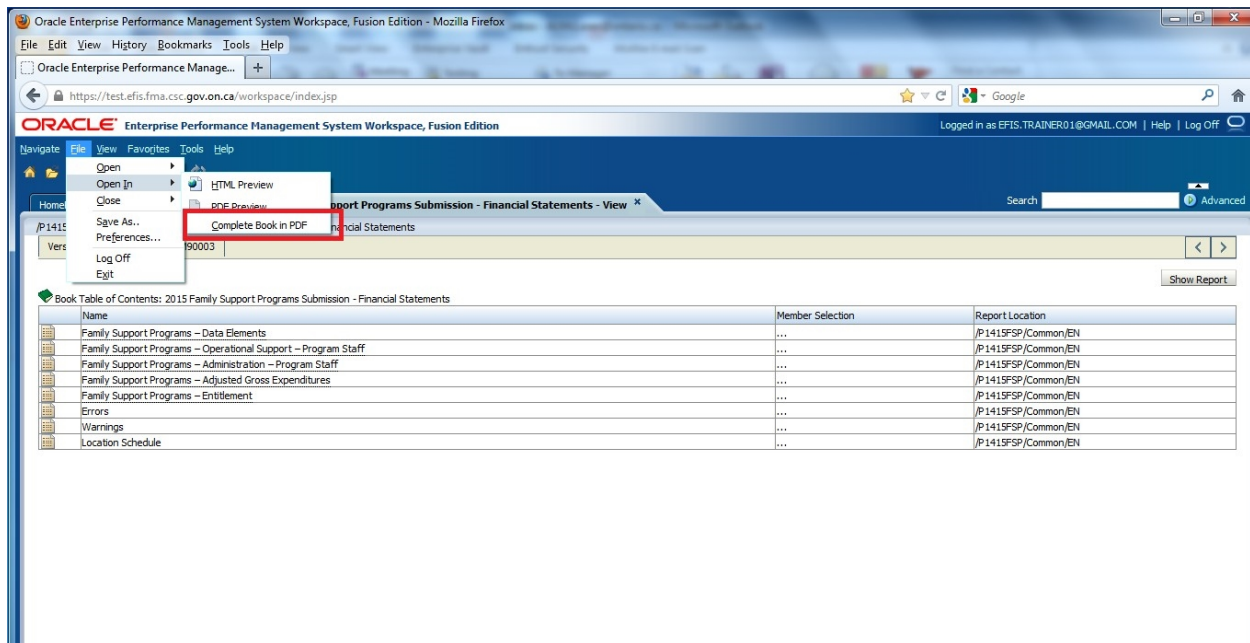 Oracle Enterprise Performance Management System Workspace, Fusion Edition - Mozilla Firefox
File Edit View History Bookmarks Tools Help
Oracle Enterprise Performance Manage... +
https://test.efis.fma.csc.gov.on.ca/workspace/index.jsp
Google
ORACLE Enterprise Performance Management System Workspace, Fusion Edition
Logged in as EFIS.TRAINER01@GMAIL.COM | Help | Log Off
Navigate File View Favorites Tools Help
Open
Open In
Close
Save As..
Preferences...
Log Off
Exit
HTML Preview
PDF Preview
Complete Book in PDF
Home
pport Programs Submission - Financial Statements - View ×
Search
Advanced
/P1415
nancial Statements
Vers
90003
< >
Show Report
Book Table of Contents: 2015 Family Support Programs Submission - Financial Statements
Name Member Selection Report Location
Family Support Programs – Data Elements ... /P1415FSP/Common/EN
Family Support Programs – Operational Support – Program Staff ... /P1415FSP/Common/EN
Family Support Programs – Administration – Program Staff ... /P1415FSP/Common/EN
Family Support Programs – Adjusted Gross Expenditures ... /P1415FSP/Common/EN
Family Support Programs – Entitlement ... /P1415FSP/Common/EN
Errors ... /P1415FSP/Common/EN
Warnings ... /P1415FSP/Common/EN
Location Schedule ... /P1415FSP/Common/EN